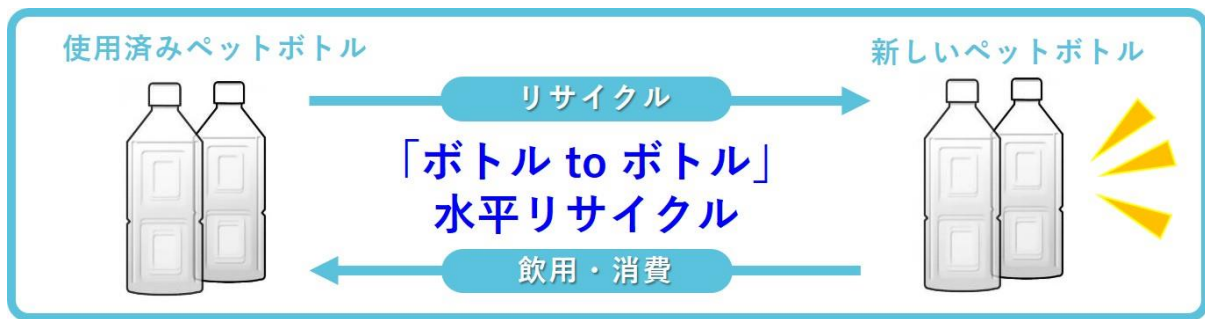 使用済みペットボトル
新しいペットボトル
リサイクル
「ボトル to ボトル」
水平リサイクル
飲用・消費